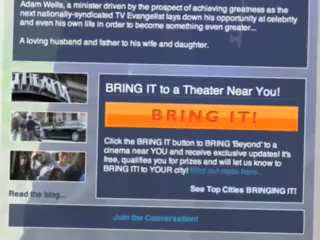 Adam Wells, a minister driven by the prospect of achieving greatness as the
next nationally-syndicated TV Evangelist lays down his opportunity at celebrity
and even his own life in order to become something even greater...
A loving husband and father to his wife and daughter.
BRING IT to a Theater Near You!
BRING IT!
Click the BRING IT button to BRING 'Beyond' to a
cinema near YOU and receive exclusive updates! It's
free, qualifies you for prizes and will let us know to
BRING IT! to YOUR city! Find out more here...
See Top Cities BRINGING IT!
Read the blog...
Join the Conversation!